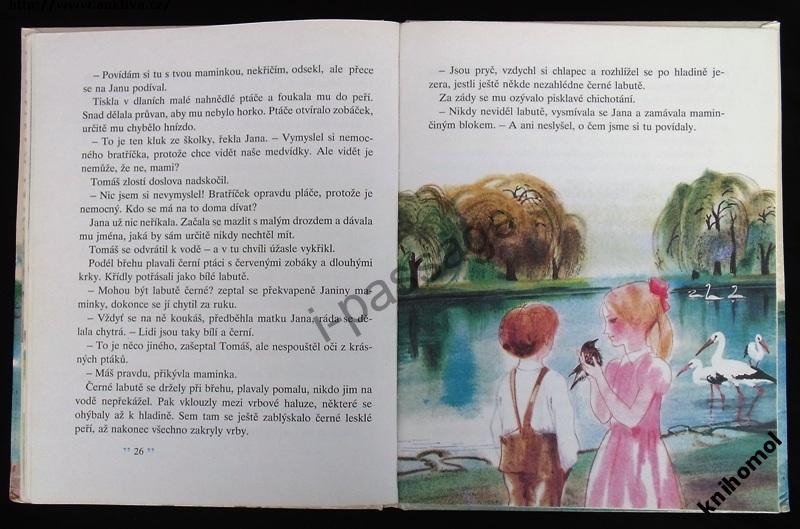 http://www.aukliva.cz/
– Povídám si tu s tvou maminkou, nekřičím, odsekl, ale přece
se na Janu podíval.
Tiskla v dlaních malé nahnědlé ptáče a foukala mu do peří.
Snad dělala průvan, aby mu nebylo horko. Ptáče otvíralo zobáček,
určitě mu chybělo hnízdo.
– To je ten kluk ze školky, řekla Jana. – Vymyslel si nemoc-
ného bratříčka, protože chce vidět naše medvídky. Ale vidět je
nemůže, že ne, mami?
Tomáš zlostí doslova nadskočil.
– Nic jsem si nevymyslel! Bratříček opravdu pláče, protože je
nemocný. Kdo se má na to doma dívat?
Jana už nic neříkala. Začala se mazlit s malým drozdem a dávala
mu jména, jaká by sám určitě nikdy nechtěl mít.
Tomáš se odvrátil k vodě – a v tu chvíli úžasle vykřikl.
Podél břehu plavali černí ptáci s červenými zobáky a dlouhými
krky. Křídly potřásali jako bílé labutě.
– Mohou být labutě černé? zeptal se překvapeně Janiny ma-
minky, dokonce se jí chytil za ruku.
– Vždyť se na ně koukáš, předběhla matku Jana, ráda se dě-
lala chytrá. – Lidi jsou taky bílí a černí.
– To je něco jiného, zašeptal Tomáš, ale nespouštěl oči z krás-
ných ptáků.
– Máš pravdu, přikývla maminka.
Černé labutě se držely při břehu, plavaly pomalu, nikdo jim na
vodě nepřekážel. Pak vklouzly mezi vrbové haluze, některé se
ohýbaly až k hladině. Sem tam se ještě zablýskalo černé lesklé
peří, až nakonec všechno zakryly vrby.
26
– Jsou pryč, vzdychl si chlapec a rozhlížel se po hladině je-
zera, jestli ještě někde nezahlédne černé labutě.
Za zády se mu ozývalo pisklavé chichotání.
– Nikdy neviděl labutě, vysmívala se Jana a zamávala mamin-
činým blokem. – A ani neslyšel, o čem jsme si tu povídaly.
i-passage
knihomol